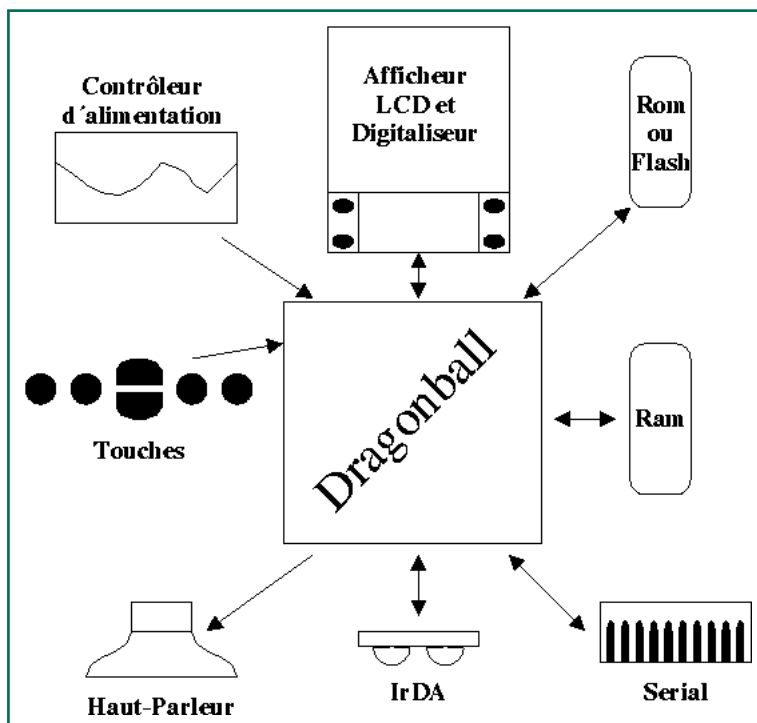 Contrôleur
d´alimentation
Afficheur
LCD et
Digitaliseur
Rom
ou
Flash
Touches
Dragonball
Ram
Haut-Parleur
IrDA
Serial